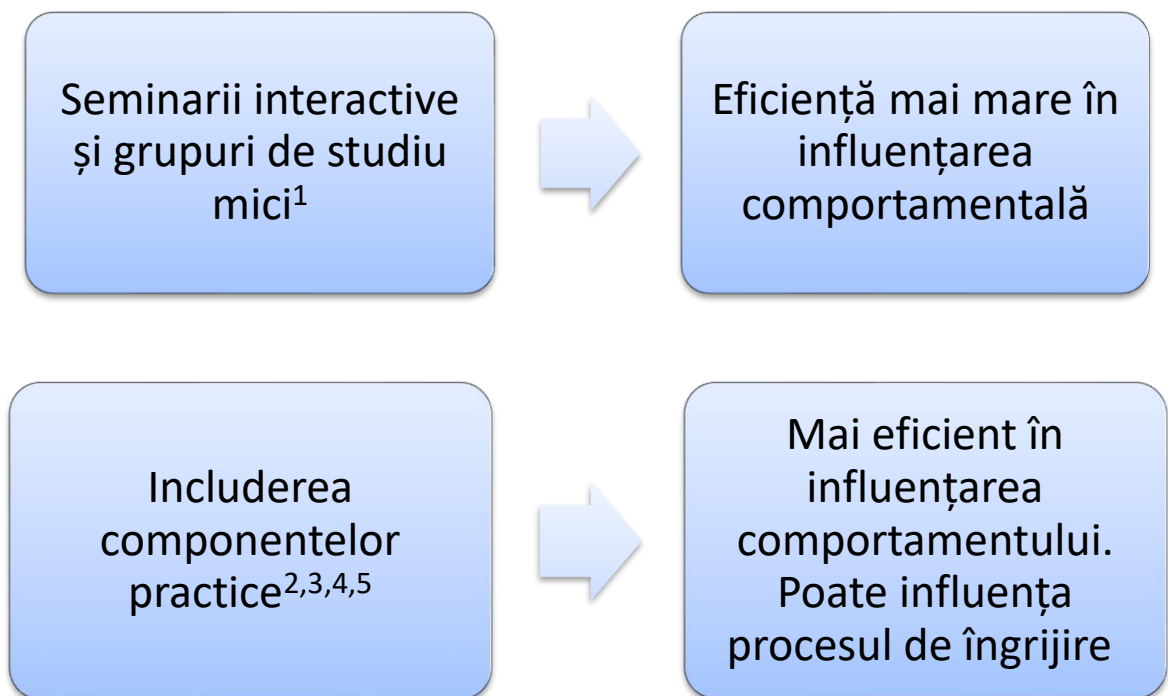 Seminarii interactive
și grupuri de studiu
mici¹
Eficiență mai mare în
influențarea
comportamentală
Includerea
componentelor
practice²,³,⁴,⁵
Mai eficient în
influențarea
comportamentului.
Poate influența
procesul de îngrijire